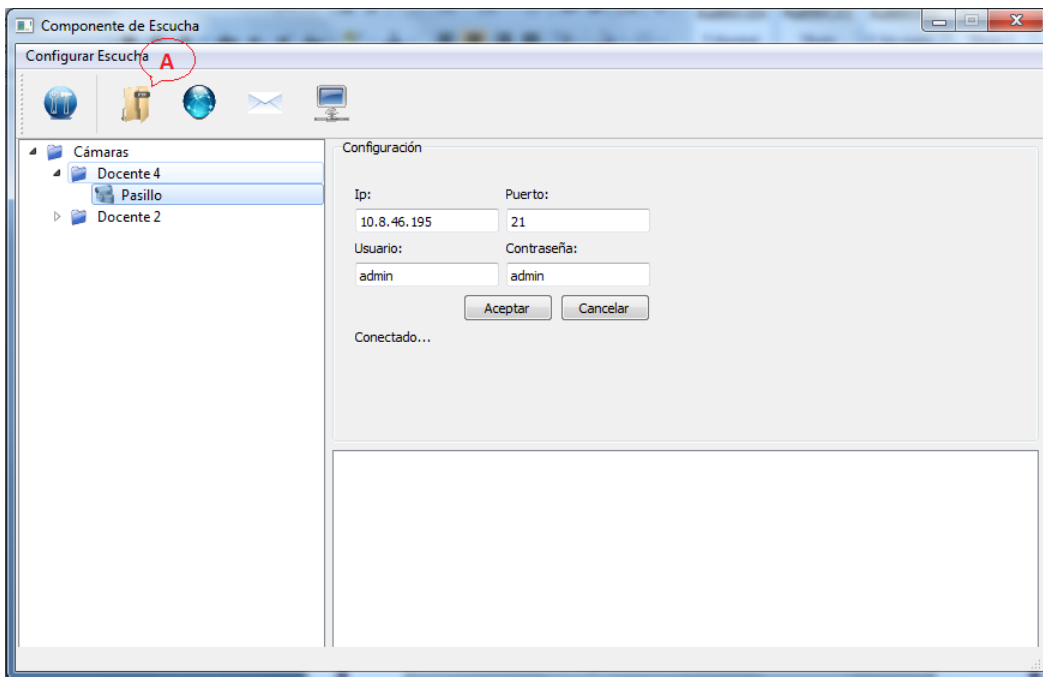 Componente de Escucha
Configurar Escucha
A
Cámaras
Docente 4
Pasillo
Docente 2
Configuración
Ip: Puerto:
10.8.46.195 21
Usuario: Contraseña:
admin admin
Aceptar Cancelar
Conectado...